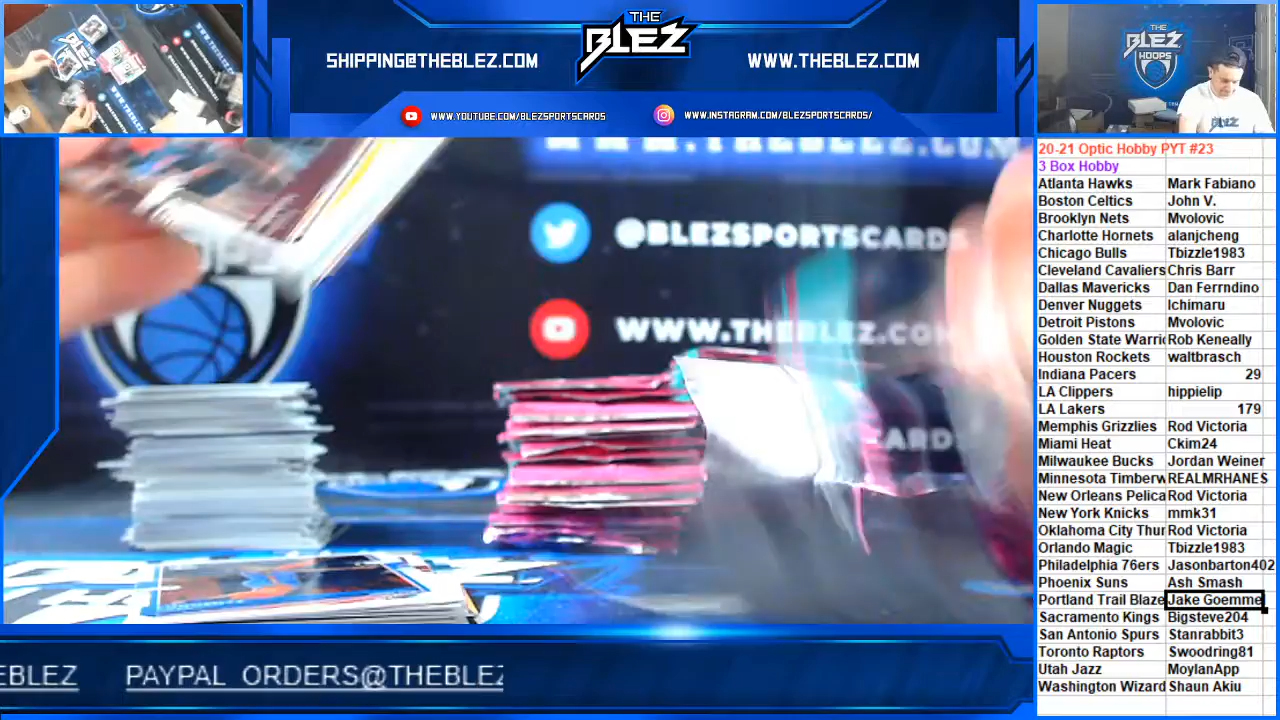 THE
BLEZ
SHIPPING@THEBLEZ.COM
WWW.THEBLEZ.COM
WWW.YOUTUBE.COM/BLEZSPORTSCARDS
WWW.INSTAGRAM.COM/BLEZSPORTSCARDS/
THE
BLEZ
HOOPS
BLEZ
@BLEZSPORTSCARDS
WWW.THEBLEZ.COM
20-21 Optic Hobby PYT #23
3 Box Hobby
Atlanta Hawks Mark Fabiano
Boston Celtics John V.
Brooklyn Nets Mvolovic
Charlotte Hornets alanjcheng
Chicago Bulls Tbizzle1983
Cleveland Cavaliers Chris Barr
Dallas Mavericks Dan Ferrndino
Denver Nuggets Ichimaru
Detroit Pistons Mvolovic
Golden State Warric Rob Keneally
Houston Rockets waltbrasch
Indiana Pacers 29
LA Clippers hippielip
LA Lakers 179
Memphis Grizzlies Rod Victoria
Miami Heat Ckim24
Milwaukee Bucks Jordan Weiner
Minnesota Timberw REALMRHANES
New Orleans Pelica Rod Victoria
New York Knicks mmk31
Oklahoma City Thur Rod Victoria
Orlando Magic Tbizzle1983
Philadelphia 76ers Jasonbarton402
Phoenix Suns Ash Smash
Portland Trail Blaze Jake Goemme
Sacramento Kings Bigsteve204
San Antonio Spurs Stanrabbit3
Toronto Raptors Swoodring81
Utah Jazz MoylanApp
Washington Wizard Shaun Akiu
EBLEZ PAYPAL ORDERS@THEBLEZ